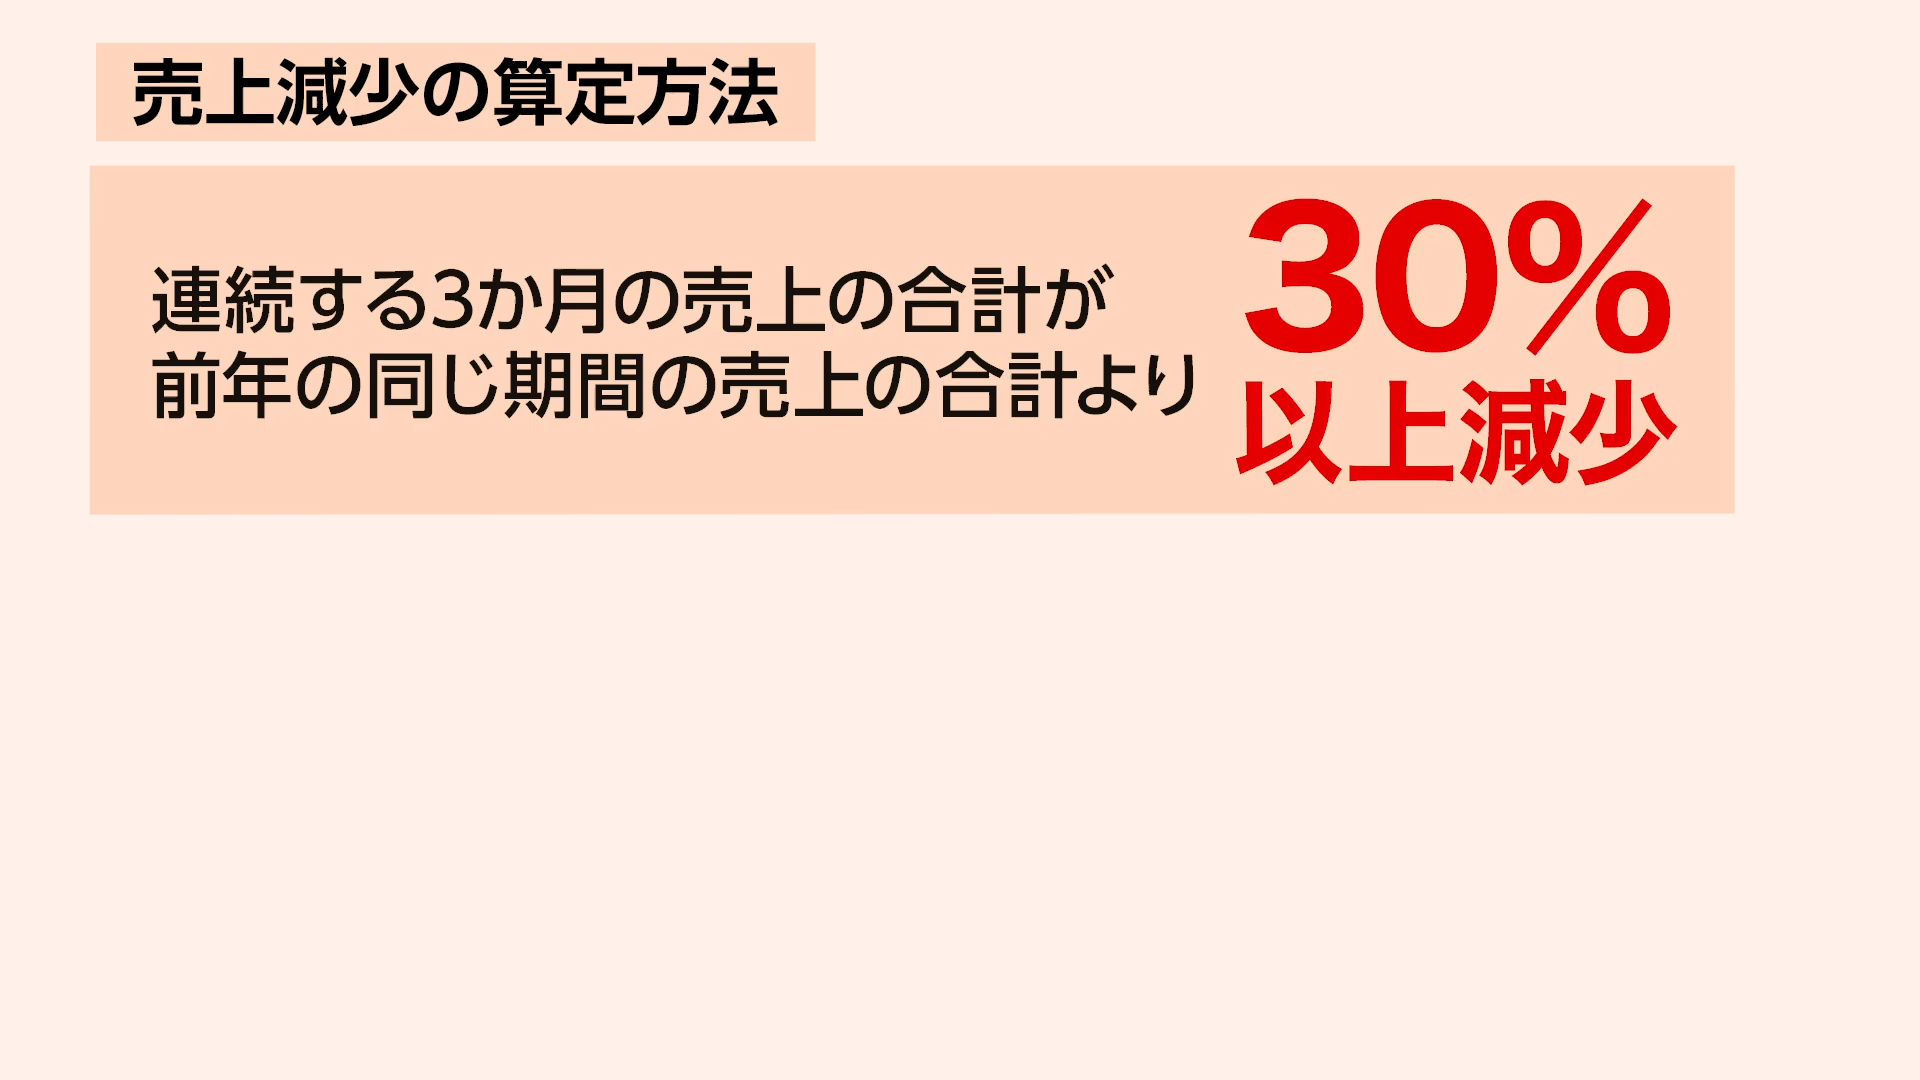 売上減少の算定方法
連続する3か月の売上の合計が
前年の同じ期間の売上の合計より
30%
以上減少